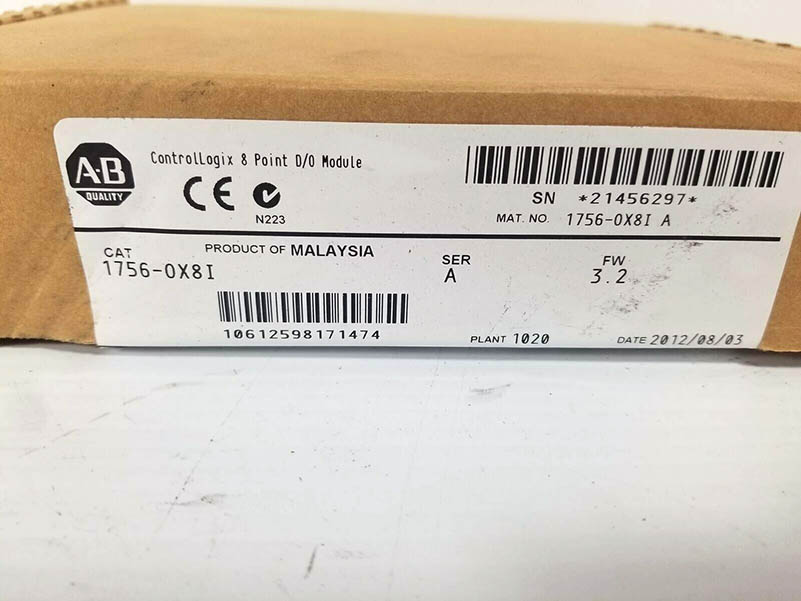 A-B
QUALITY
ControlLogix 8 Point D/O Module
CE
N223
SN *21456297*
MAT. NO. 1756-OX8I A
CAT
1756-OX8I
PRODUCT OF MALAYSIA
SER
A
FW
3.2
10612598171474
PLANT 1020
DATE 2012/08/03